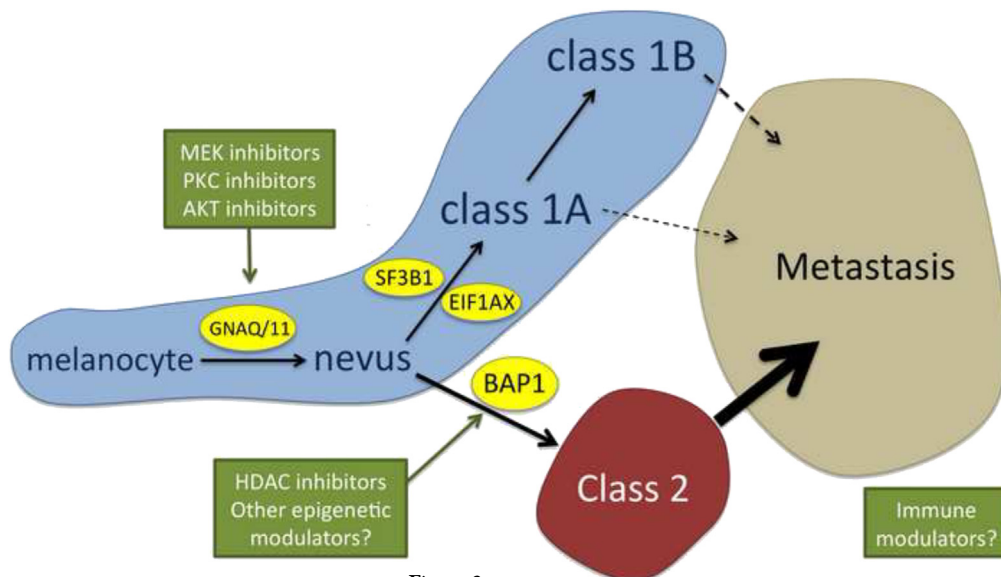 class 1B
MEK inhibitors
PKC inhibitors
AKT inhibitors
class 1A
SF3B1
EIF1AX
Metastasis
GNAQ/11
melanocyte
nevus
BAP1
HDAC inhibitors
Other epigenetic
modulators?
Class 2
Immune
modulators?